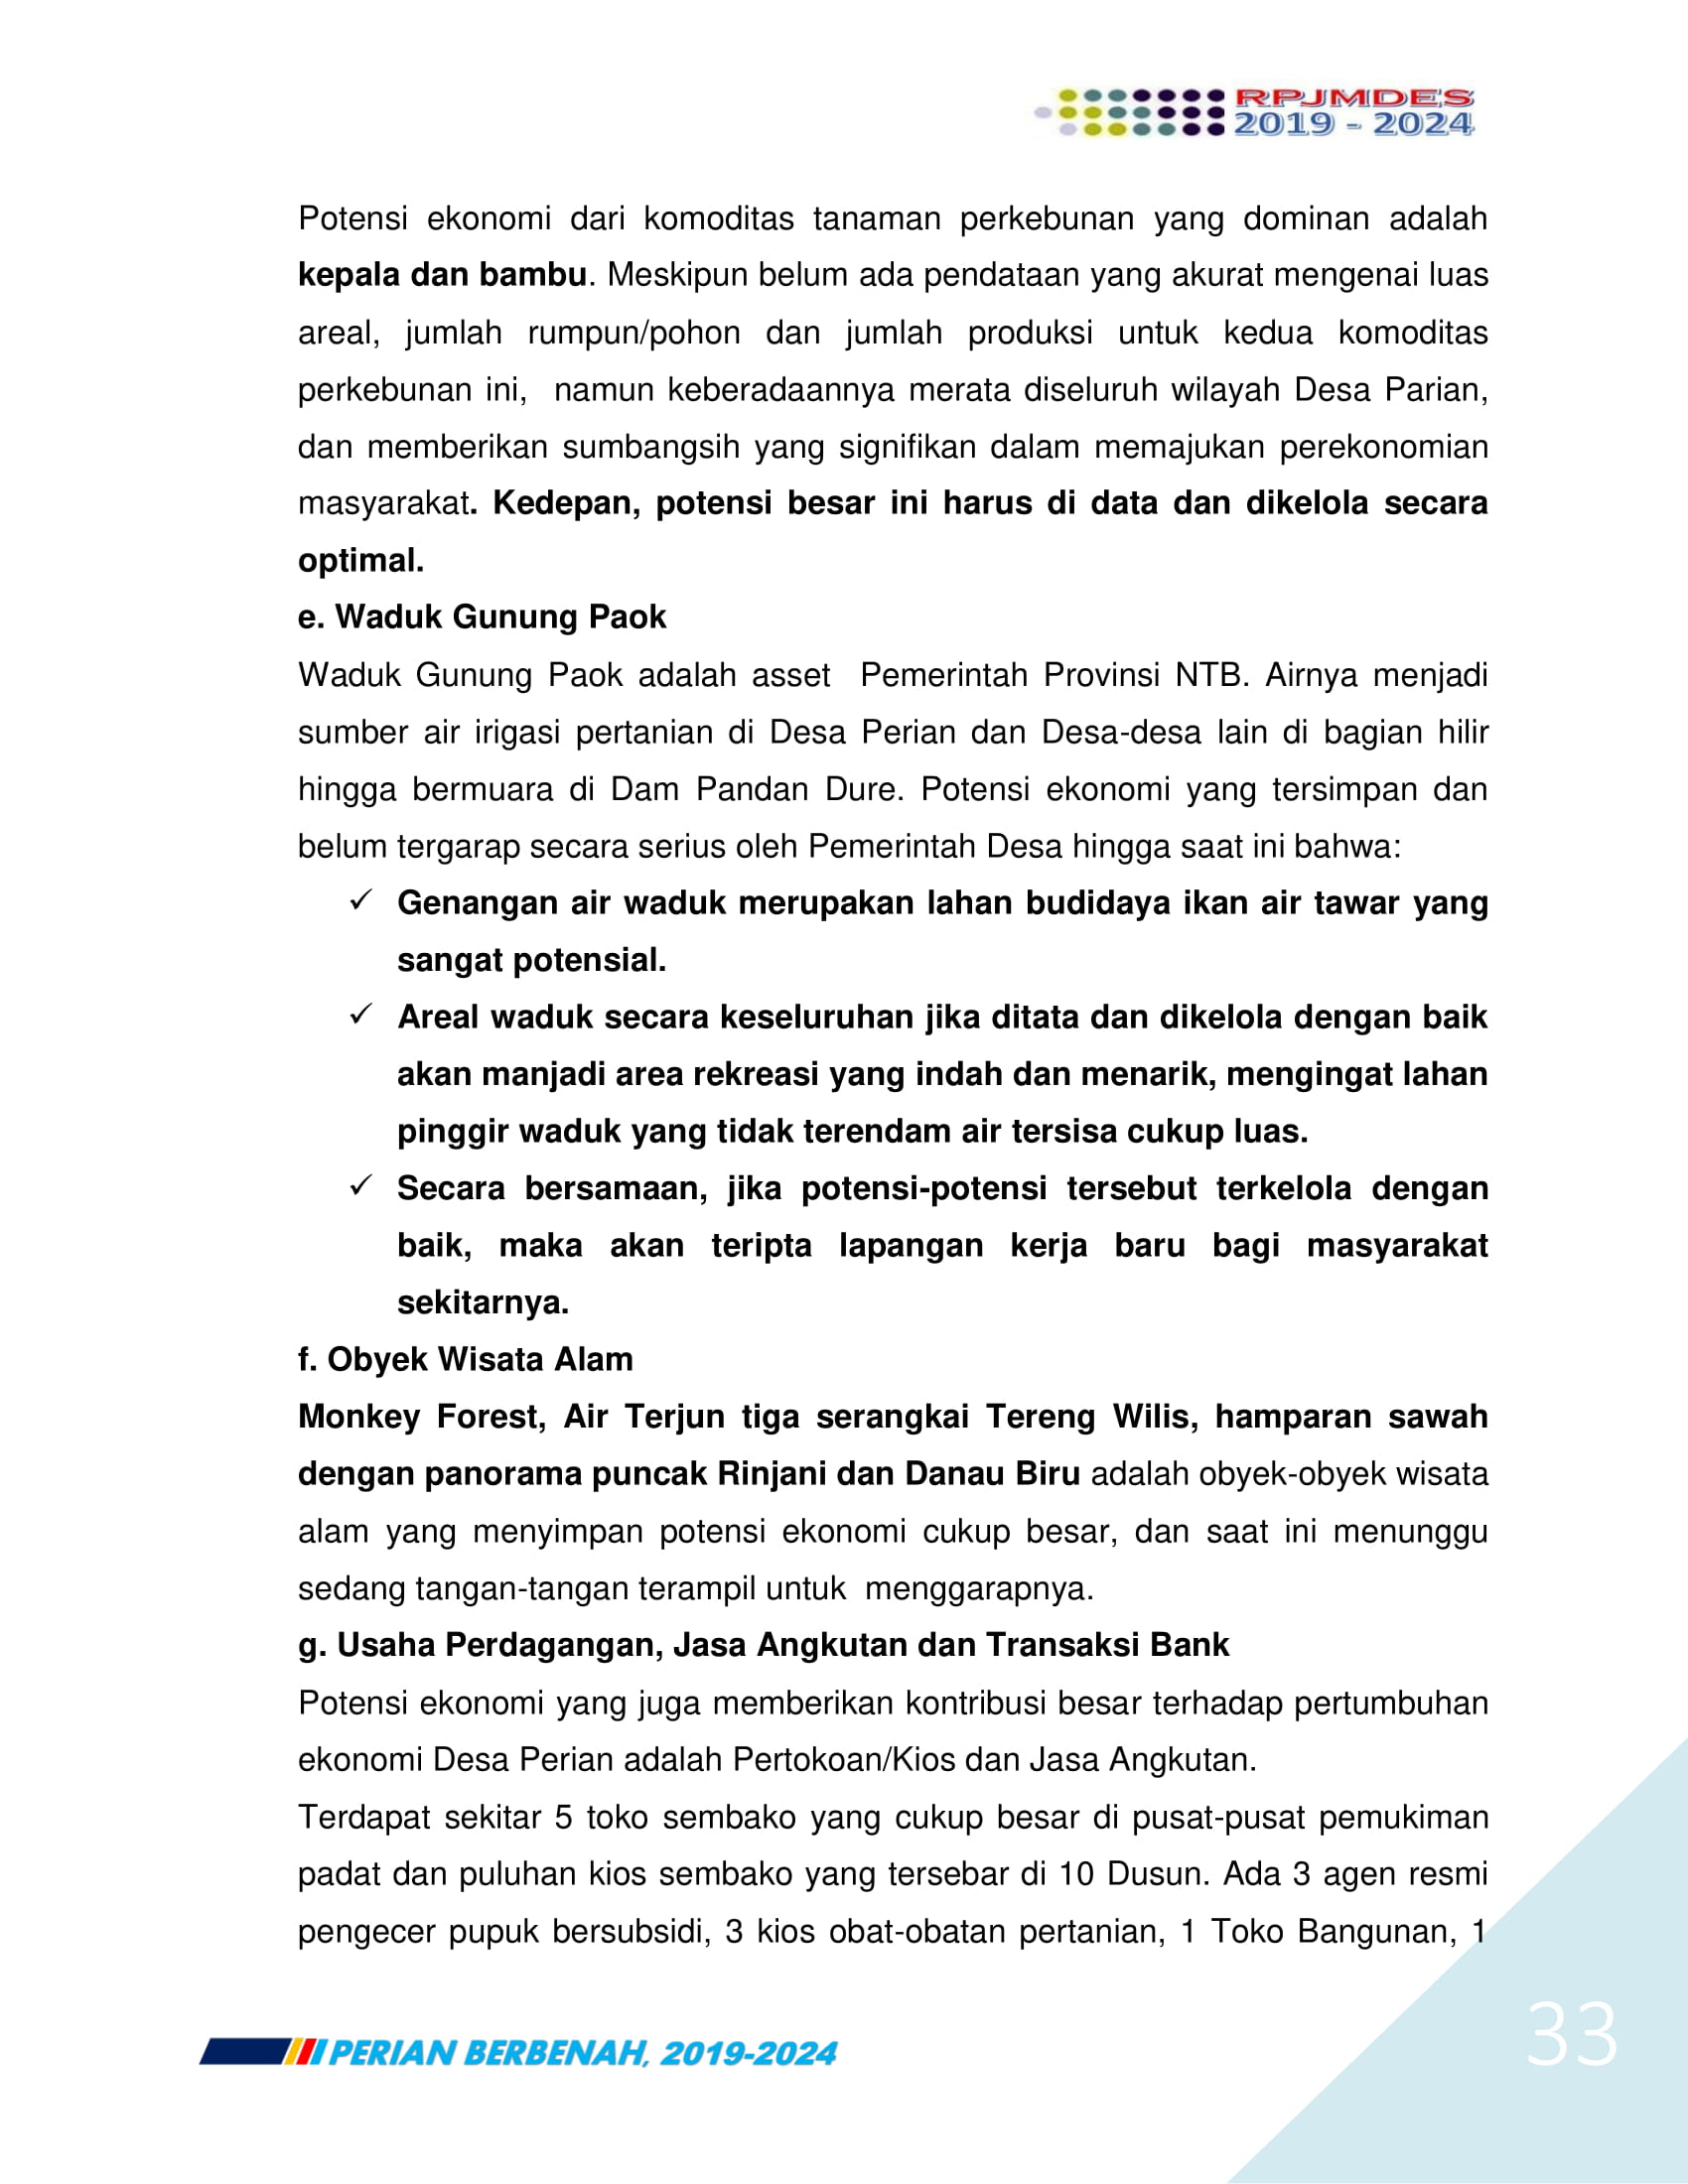 RPJMDES
2019 - 2024
Potensi ekonomi dari komoditas tanaman perkebunan yang dominan adalah
kepala dan bambu. Meskipun belum ada pendataan yang akurat mengenai luas
areal, jumlah rumpun/pohon dan jumlah produksi untuk kedua komoditas
perkebunan ini,  namun keberadaannya merata diseluruh wilayah Desa Parian,
dan memberikan sumbangsih yang signifikan dalam memajukan perekonomian
masyarakat. Kedepan, potensi besar ini harus di data dan dikelola secara
optimal.
e. Waduk Gunung Paok
Waduk Gunung Paok adalah asset  Pemerintah Provinsi NTB. Airnya menjadi
sumber air irigasi pertanian di Desa Perian dan Desa-desa lain di bagian hilir
hingga bermuara di Dam Pandan Dure. Potensi ekonomi yang tersimpan dan
belum tergarap secara serius oleh Pemerintah Desa hingga saat ini bahwa:
✓ Genangan air waduk merupakan lahan budidaya ikan air tawar yang
sangat potensial.
✓ Areal waduk secara keseluruhan jika ditata dan dikelola dengan baik
akan manjadi area rekreasi yang indah dan menarik, mengingat lahan
pinggir waduk yang tidak terendam air tersisa cukup luas.
✓ Secara bersamaan, jika potensi-potensi tersebut terkelola dengan
baik, maka akan teripta lapangan kerja baru bagi masyarakat
sekitarnya.
f. Obyek Wisata Alam
Monkey Forest, Air Terjun tiga serangkai Tereng Wilis, hamparan sawah
dengan panorama puncak Rinjani dan Danau Biru adalah obyek-obyek wisata
alam yang menyimpan potensi ekonomi cukup besar, dan saat ini menunggu
sedang tangan-tangan terampil untuk  menggarapnya.
g. Usaha Perdagangan, Jasa Angkutan dan Transaksi Bank
Potensi ekonomi yang juga memberikan kontribusi besar terhadap pertumbuhan
ekonomi Desa Perian adalah Pertokoan/Kios dan Jasa Angkutan.
Terdapat sekitar 5 toko sembako yang cukup besar di pusat-pusat pemukiman
padat dan puluhan kios sembako yang tersebar di 10 Dusun. Ada 3 agen resmi
pengecer pupuk bersubsidi, 3 kios obat-obatan pertanian, 1 Toko Bangunan, 1
33
PERIAN BERBENAH, 2019-2024